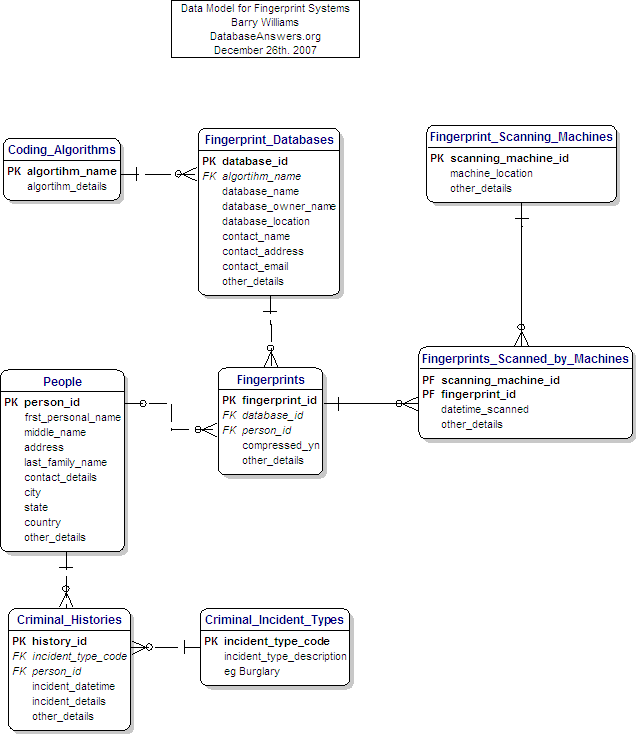 Data Model for Fingerprint Systems
Barry Williams
DatabaseAnswers.org
December 26th. 2007
Coding_Algorithms
PK algortihm_name
algortihm_details
Fingerprint_Databases
PK database_id
FK algortihm_name
database_name
database_owner_name
database_location
contact_name
contact_address
contact_email
other_details
Fingerprint_Scanning_Machines
PK scanning_machine_id
machine_location
other_details
People
PK person_id
frst_personal_name
middle_name
address
last_family_name
contact_details
city
state
country
other_details
Fingerprints
PK fingerprint_id
FK database_id
FK person_id
compressed_yn
other_details
Fingerprints_Scanned_by_Machines
PF scanning_machine_id
PF fingerprint_id
datetime_scanned
other_details
Criminal_Histories
PK history_id
FK incident_type_code
FK person_id
incident_datetime
incident_details
other_details
Criminal_Incident_Types
PK incident_type_code
incident_type_description
eg Burglary